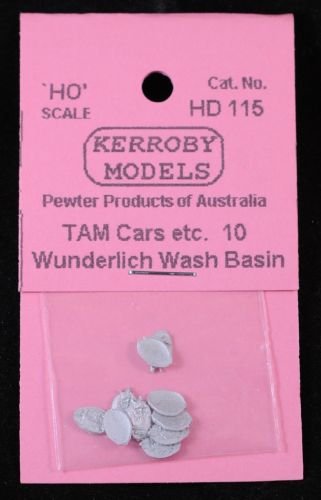 'HO' Cat. No.
SCALE HD 115
KERROBY
MODELS
Pewter Products of Australia
TAM Cars etc. 10
Wunderlich Wash Basin